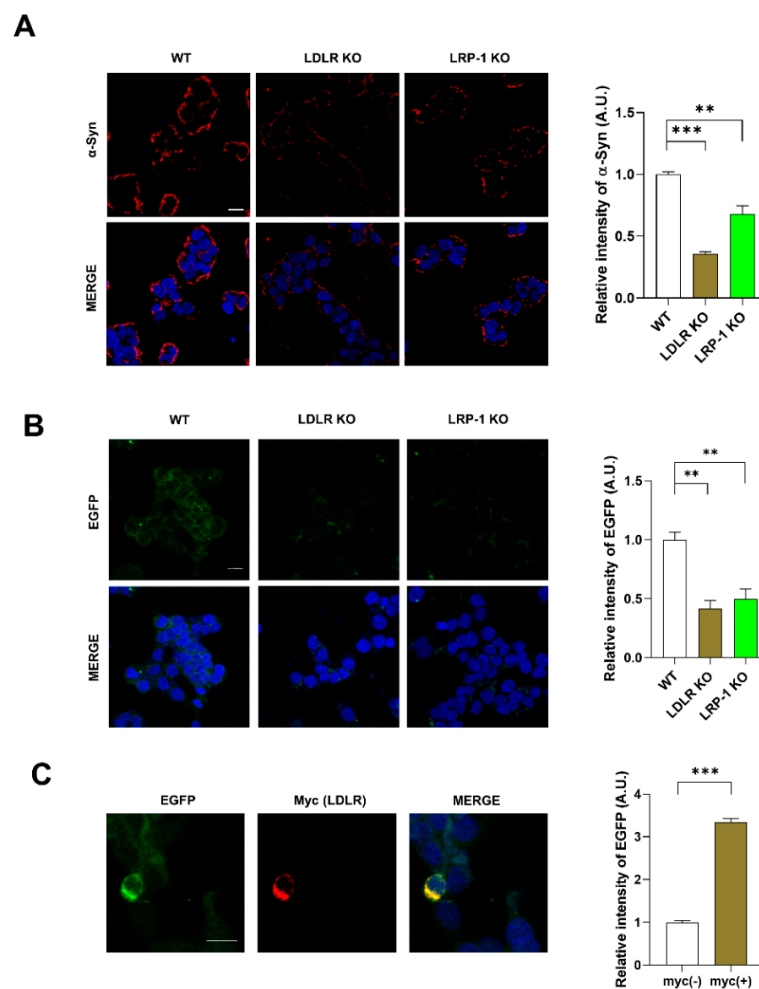 A
WT
LDLR KO
LRP-1 KO
α-Syn
MERGE
Relative intensity of α-Syn (A.U.)
1.5
1.0
0.5
0.0
**
***
WT
LDLR KO
LRP-1 KO
B
WT
LDLR KO
LRP-1 KO
EGFP
MERGE
Relative intensity of EGFP (A.U.)
1.5
1.0
0.5
0.0
**
**
WT
LDLR KO
LRP-1 KO
C
EGFP
Myc (LDLR)
MERGE
Relative intensity of EGFP (A.U.)
4
3
2
1
0
***
myc(-)
myc(+)